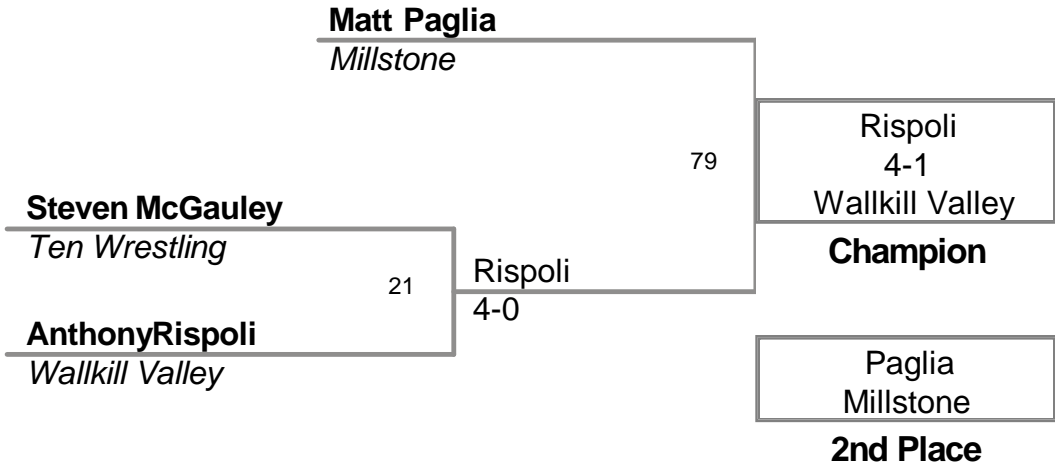 Matt Paglia
Millstone
79
Rispoli
4-1
Wallkill Valley
Champion
Steven McGauley
Ten Wrestling
21
Rispoli
4-0
AnthonyRispoli
Wallkill Valley
Paglia
Millstone
2nd Place